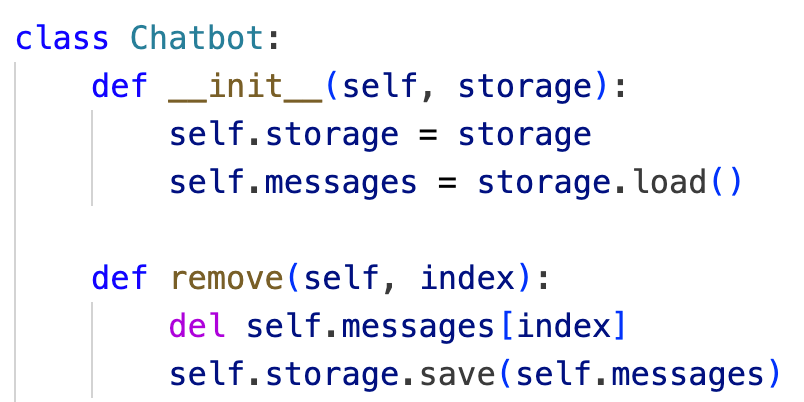 class Chatbot:
    def __init__(self, storage):
        self.storage = storage
        self.messages = storage.load()

    def remove(self, index):
        del self.messages[index]
        self.storage.save(self.messages)